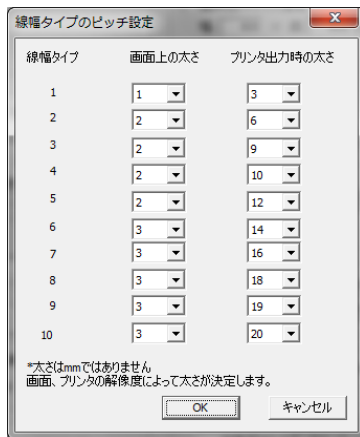 線幅タイプのピッチ設定
線幅タイプ 画面上の太さ プリンタ出力時の太さ
1 1 3
2 2 6
3 2 9
4 2 10
5 2 12
6 3 14
7 3 16
8 3 18
9 3 19
10 3 20
*太さはmmではありません
画面、プリンタの解像度によって太さが決定します。
OK キャンセル